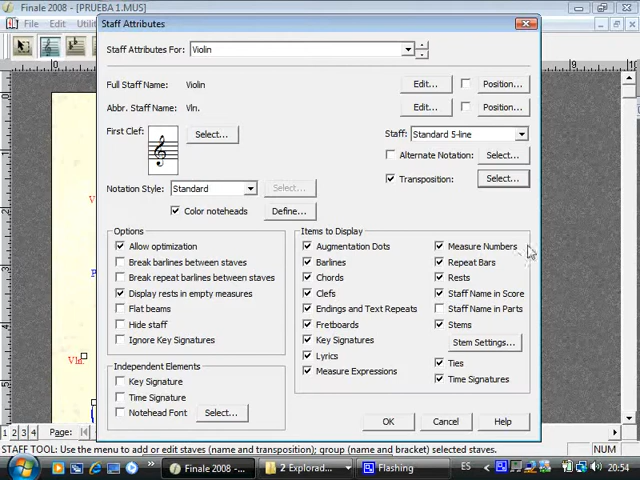 Finale 2008 - [PRUEBA 1.MUS]
File Edit
Staff Attributes
Staff Attributes For: Violin
Full Staff Name: Violin Edit... Position...
Abbr. Staff Name: Vln. Edit... Position...
First Clef: Select...
Staff: Standard 5-line
Alternate Notation: Select...
Transposition: Select...
Notation Style: Standard Select...
Color noteheads Define...
Options
Allow optimization
Break barlines between staves
Break repeat barlines between staves
Display rests in empty measures
Flat beams
Hide staff
Ignore Key Signatures
Independent Elements
Key Signature
Time Signature
Notehead Font Select...
Items to Display
Augmentation Dots
Barlines
Chords
Clefs
Endings and Text Repeats
Fretboards
Key Signatures
Lyrics
Measure Expressions
Measure Numbers
Repeat Bars
Rests
Staff Name in Score
Staff Name in Parts
Stems
Stem Settings...
Ties
Time Signatures
OK Cancel Help
Vln.
1 2 3 4 Page:
STAFF TOOL: Use the menu to add or edit staves (name and transposition); group (name and bracket) selected staves. NUM
Finale 2008 - ... 2 Explorad... Flashing ES 20:54